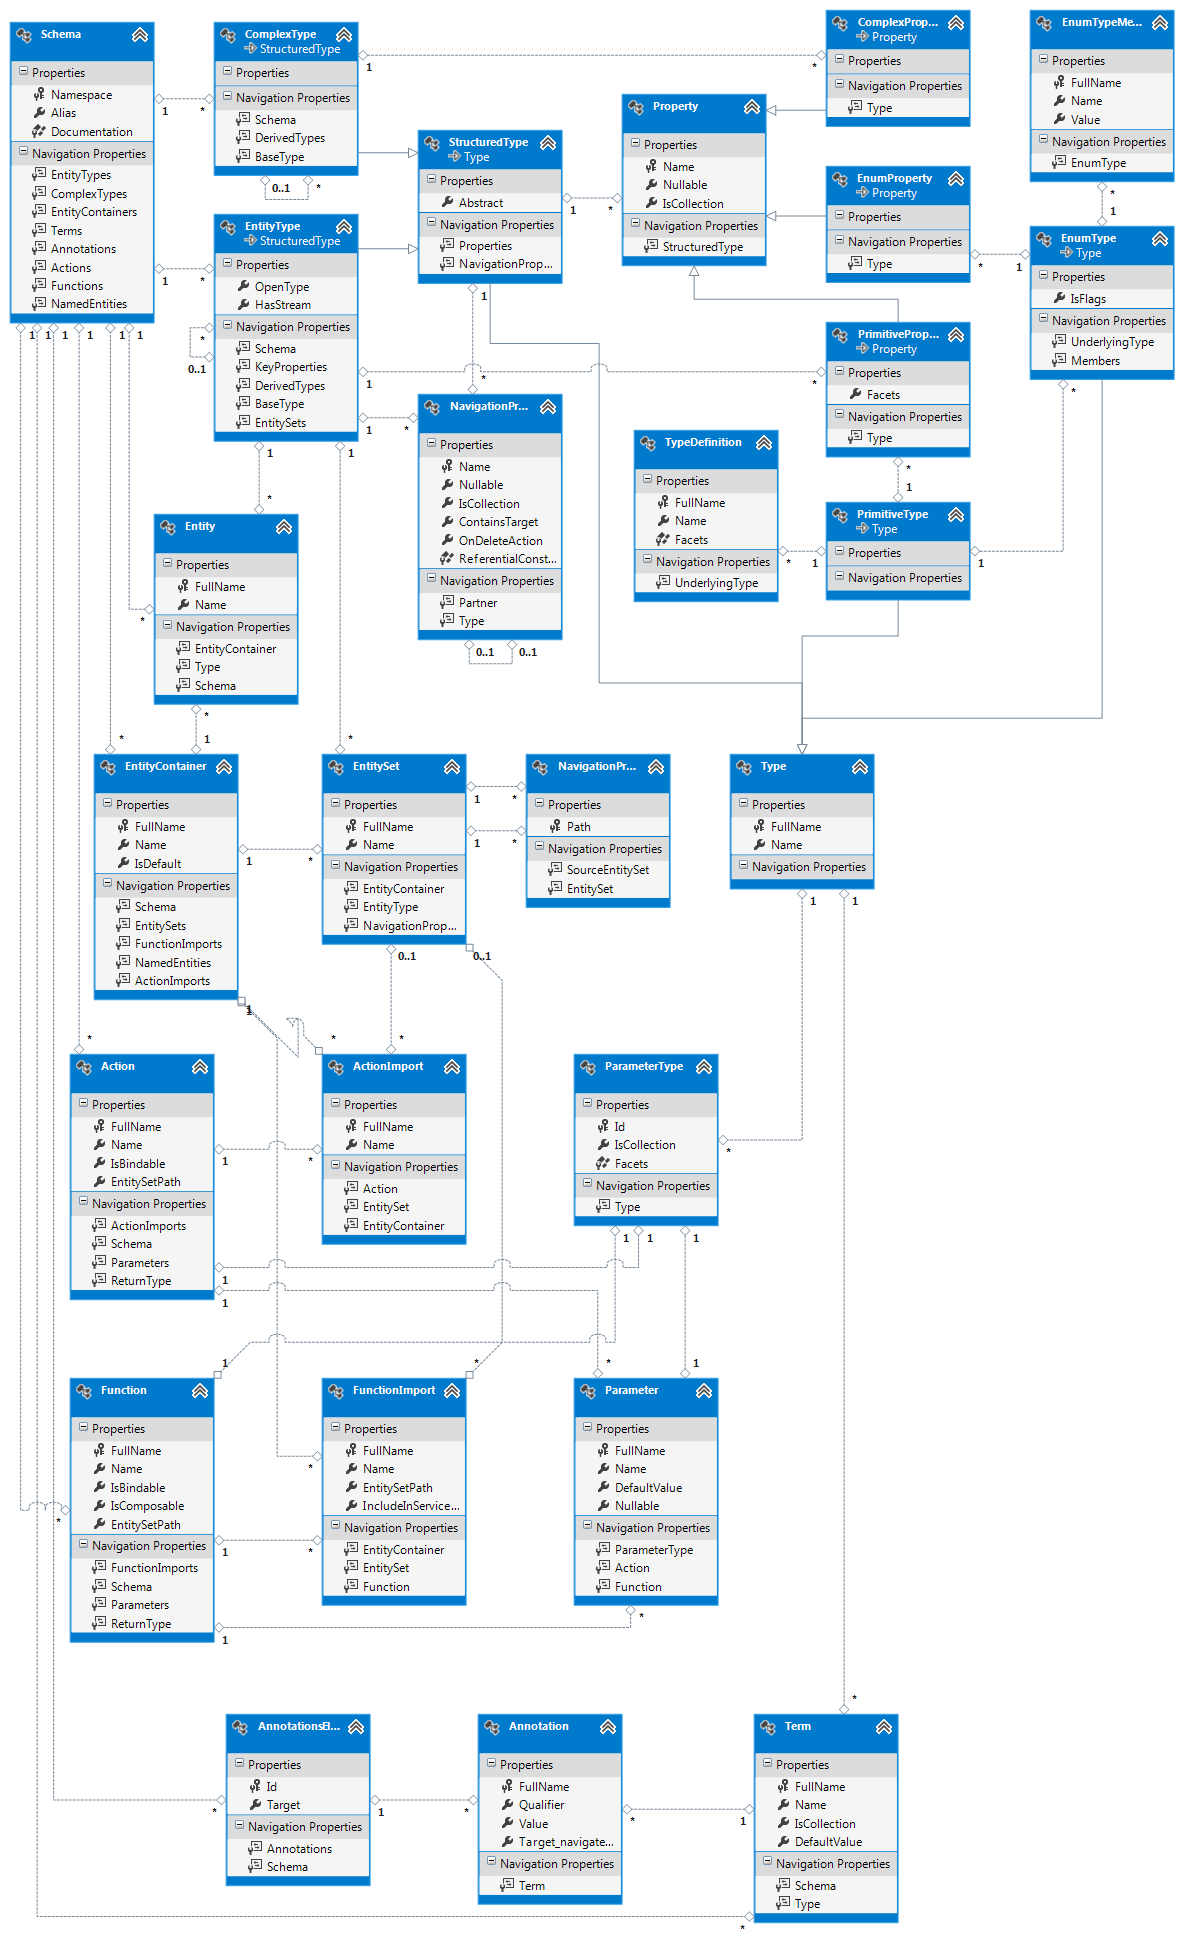 Schema
Properties
Namespace
Alias
Documentation
Navigation Properties
EntityTypes
ComplexTypes
EntityContainers
Terms
Annotations
Actions
Functions
NamedEntities
ComplexType
StructuredType
Properties
Navigation Properties
Schema
DerivedTypes
BaseType
ComplexProp...
Property
Properties
Navigation Properties
Type
EnumTypeMe...
Properties
FullName
Name
Value
Navigation Properties
EnumType
1
*
1
*
0..1
*
Property
Properties
Name
Nullable
IsCollection
Navigation Properties
StructuredType
StructuredType
Type
Properties
Abstract
Navigation Properties
Properties
NavigationProp...
1
*
EnumProperty
Property
Properties
Navigation Properties
Type
*
1
*
1
EnumType
Type
Properties
IsFlags
Navigation Properties
UnderlyingType
Members
EntityType
StructuredType
Properties
OpenType
HasStream
Navigation Properties
Schema
KeyProperties
DerivedTypes
BaseType
EntitySets
1
*
*
0..1
1
*
1
*
1
*
1
1
1
1
1
1
1
*
PrimitiveProp...
Property
Properties
Facets
Navigation Properties
Type
*
1
NavigationPr...
Properties
Name
Nullable
IsCollection
ContainsTarget
OnDeleteAction
ReferentialConst...
Navigation Properties
Partner
Type
0..1
0..1
TypeDefinition
Properties
FullName
Name
Facets
Navigation Properties
UnderlyingType
*
1
PrimitiveType
Type
Properties
Navigation Properties
1
*
Entity
Properties
FullName
Name
Navigation Properties
EntityContainer
Type
Schema
*
*
1
*
*
EntityContainer
Properties
FullName
Name
IsDefault
Navigation Properties
Schema
EntitySets
FunctionImports
NamedEntities
ActionImports
1
*
EntitySet
Properties
FullName
Name
Navigation Properties
EntityContainer
EntityType
NavigationProp...
1
*
1
*
NavigationPr...
Properties
Path
Navigation Properties
SourceEntitySet
EntitySet
Type
Properties
FullName
Name
Navigation Properties
1
1
0..1
0..1
1
*
*
*
Action
Properties
FullName
Name
IsBindable
EntitySetPath
Navigation Properties
ActionImports
Schema
Parameters
ReturnType
1
*
ActionImport
Properties
FullName
Name
Navigation Properties
Action
EntitySet
EntityContainer
ParameterType
Properties
Id
IsCollection
Facets
Navigation Properties
Type
*
1
1
1
1
1
1
*
*
1
Function
Properties
FullName
Name
IsBindable
IsComposable
EntitySetPath
Navigation Properties
FunctionImports
Schema
Parameters
ReturnType
*
1
*
*
FunctionImport
Properties
FullName
Name
EntitySetPath
IncludeInService...
Navigation Properties
EntityContainer
EntitySet
Function
Parameter
Properties
FullName
Name
DefaultValue
Nullable
Navigation Properties
ParameterType
Action
Function
*
1
*
AnnotationsEl...
Properties
Id
Target
Navigation Properties
Annotations
Schema
*
1
*
Annotation
Properties
FullName
Qualifier
Value
Target_navigate...
Navigation Properties
Term
*
1
Term
Properties
FullName
Name
IsCollection
DefaultValue
Navigation Properties
Schema
Type
*